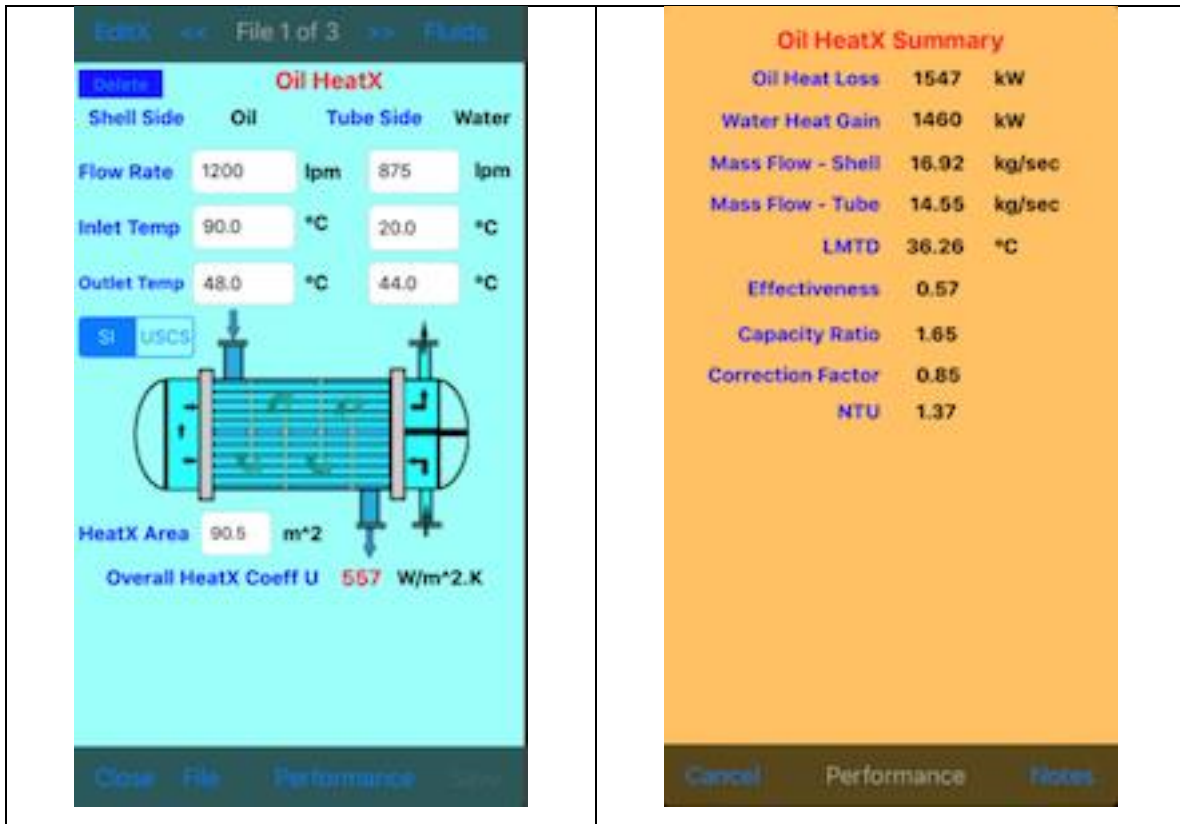 EditX << File 1 of 3 >> Fluids
Delete Oil HeatX
Shell Side Oil Tube Side Water
Flow Rate 1200 lpm 875 lpm
Inlet Temp 90.0 °C 20.0 °C
Outlet Temp 48.0 °C 44.0 °C
SI USCS
HeatX Area 90.5 m^2
Overall HeatX Coeff U 557 W/m^2.K
Close File Performance
Oil HeatX Summary
Oil Heat Loss 1547 kW
Water Heat Gain 1460 kW
Mass Flow - Shell 16.92 kg/sec
Mass Flow - Tube 14.55 kg/sec
LMTD 36.26 °C
Effectiveness 0.57
Capacity Ratio 1.65
Correction Factor 0.85
NTU 1.37
Cancel Performance Notes